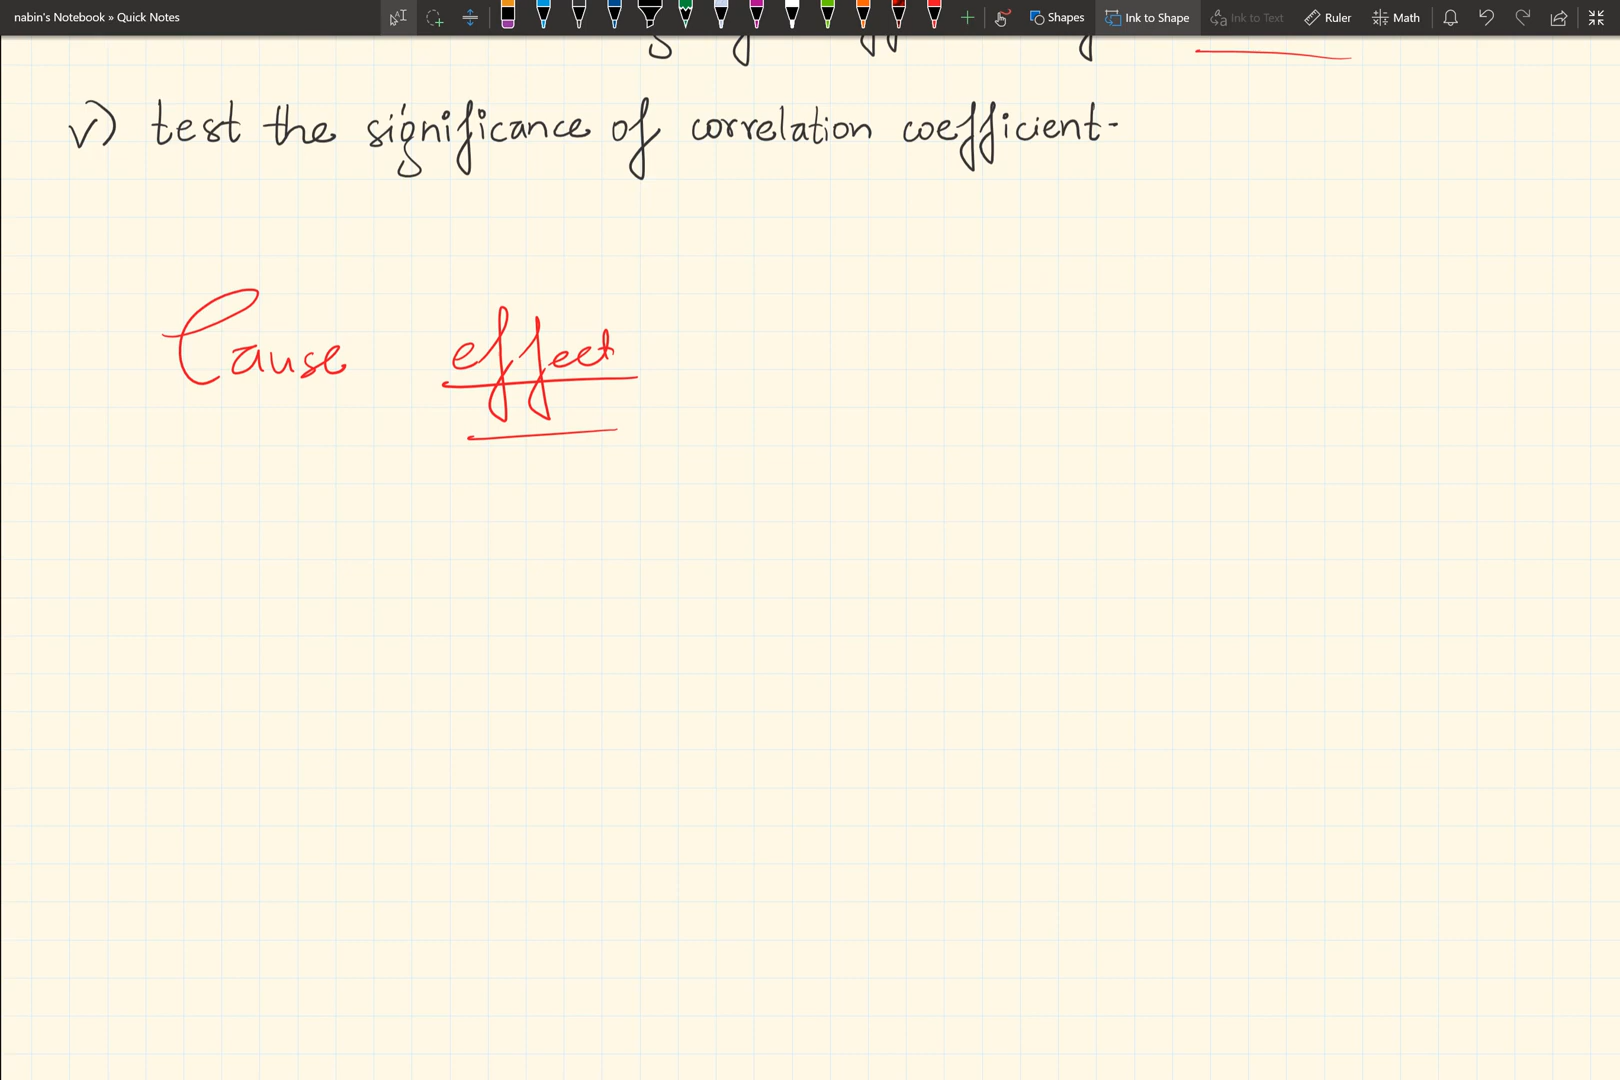 nabin's Notebook » Quick Notes Shapes Ink to Shape Ink to Text Ruler Math
v) test the significance of correlation coefficient-
Cause effect